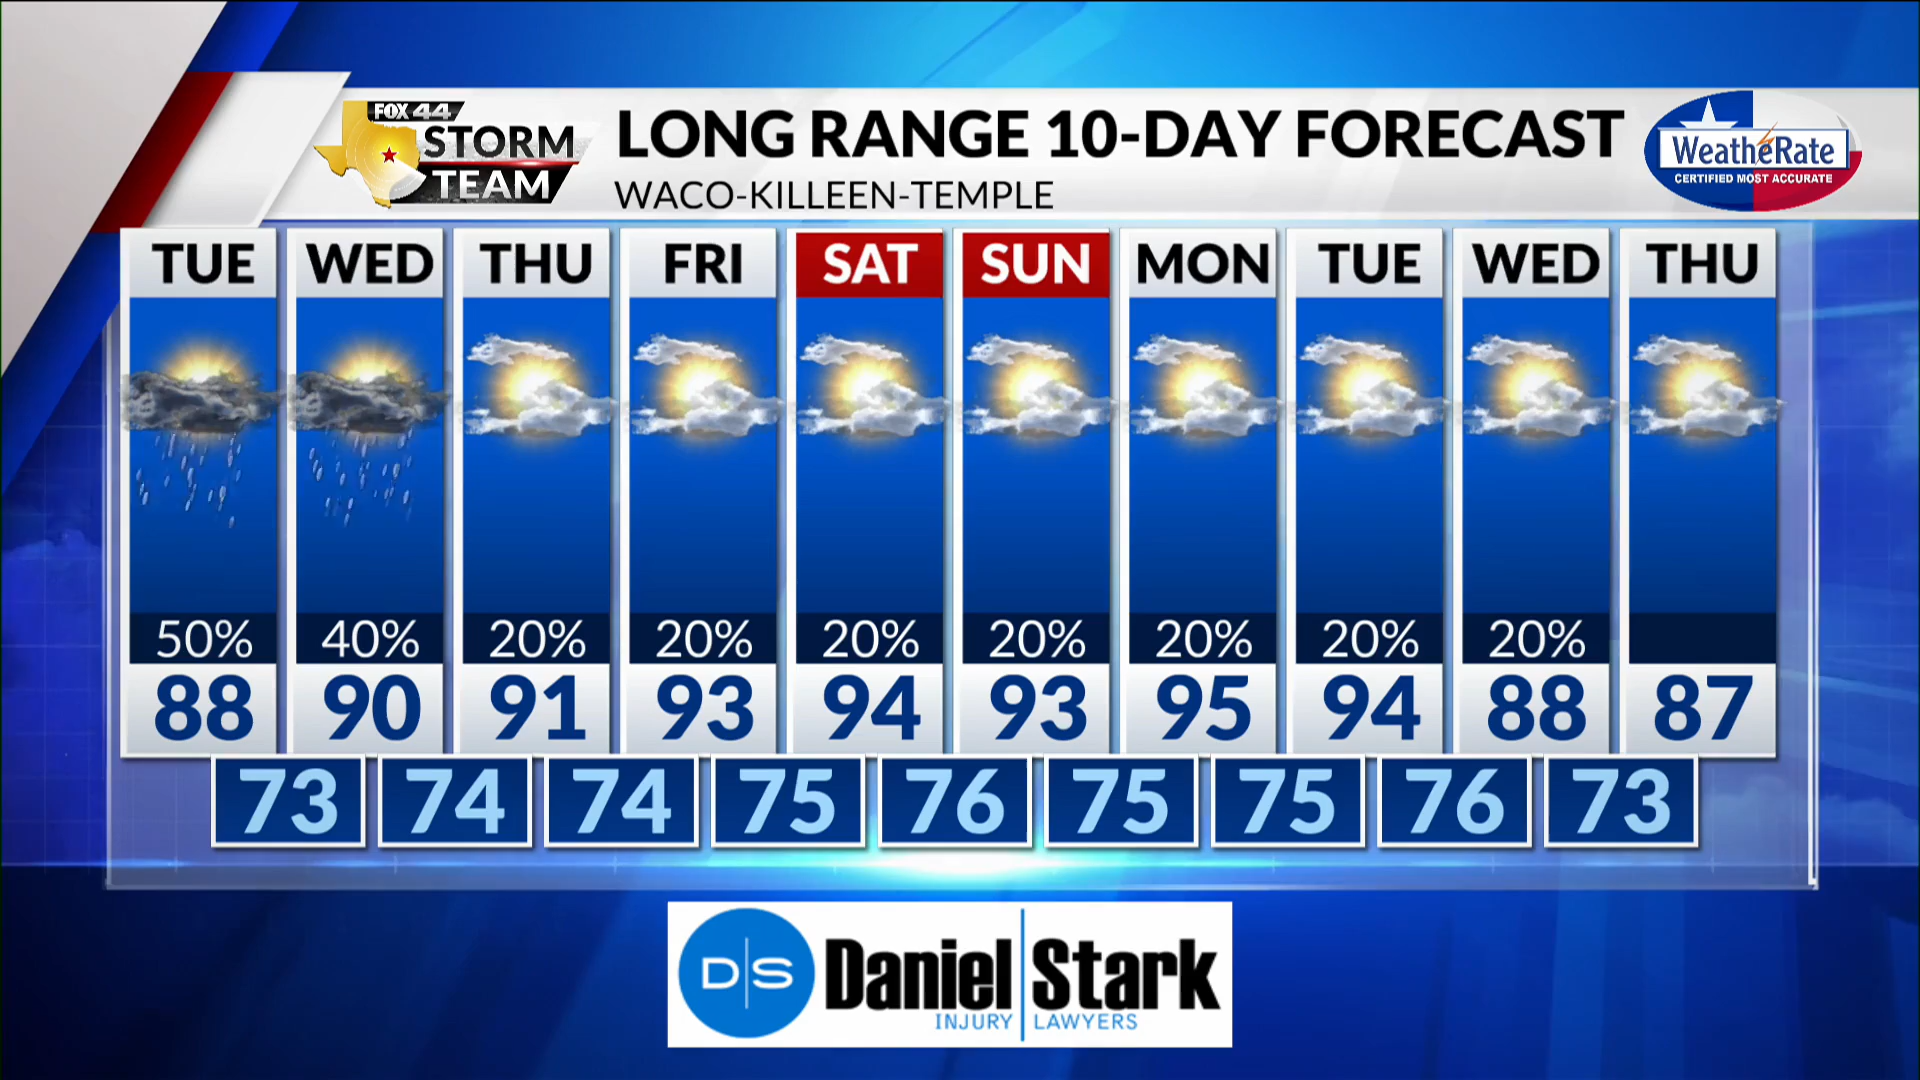 FOX 44
STORM
TEAM
LONG RANGE 10-DAY FORECAST
WACO-KILLEEN-TEMPLE
WeatheRate
CERTIFIED MOST ACCURATE
TUE WED THU FRI SAT SUN MON TUE WED THU
50% 40% 20% 20% 20% 20% 20% 20% 20%
88 90 91 93 94 93 95 94 88 87
73 74 74 75 76 75 75 76 73
D|S Daniel Stark
INJURY LAWYERS